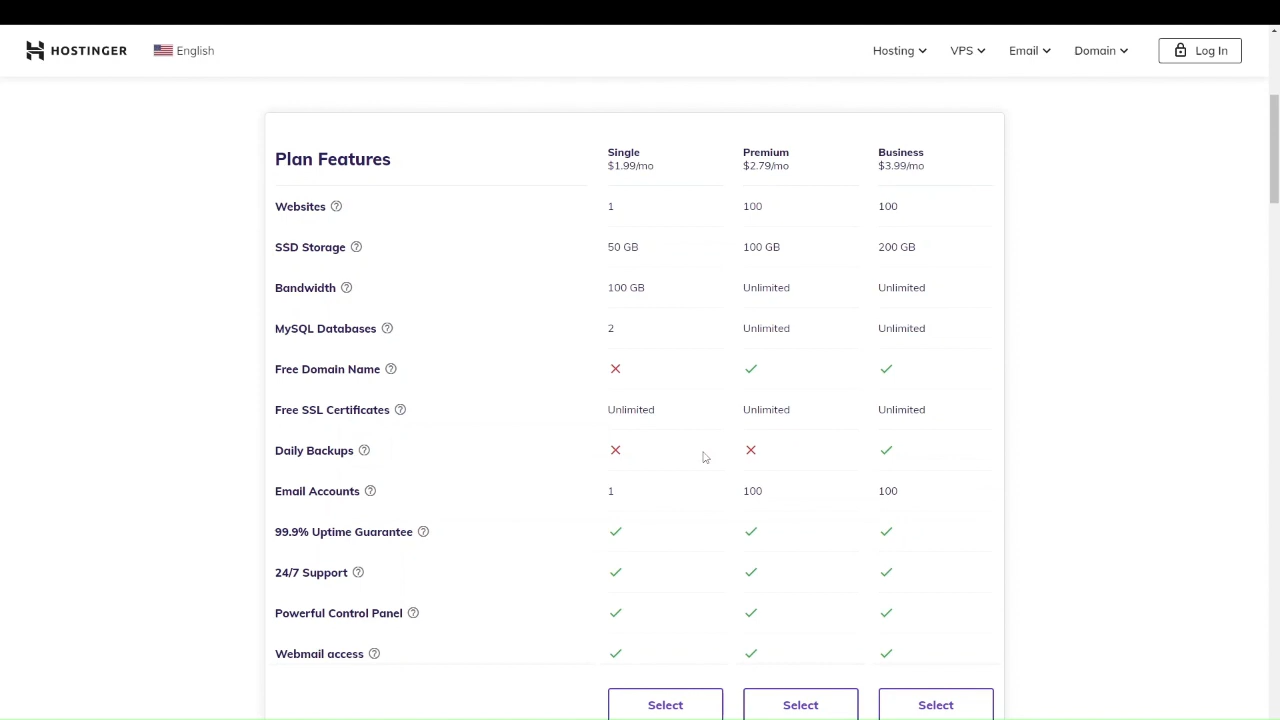 HOSTINGER English Hosting VPS Email Domain Log In
Plan Features Single Premium Business
$1.99/mo $2.79/mo $3.99/mo
Websites 1 100 100
SSD Storage 50 GB 100 GB 200 GB
Bandwidth 100 GB Unlimited Unlimited
MySQL Databases 2 Unlimited Unlimited
Free Domain Name
Free SSL Certificates Unlimited Unlimited Unlimited
Daily Backups
Email Accounts 1 100 100
99.9% Uptime Guarantee
24/7 Support
Powerful Control Panel
Webmail access
Select Select Select